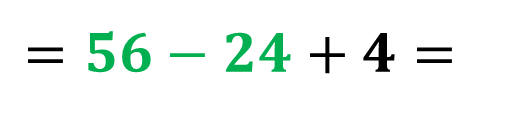 = 56 − 24 + 4 =